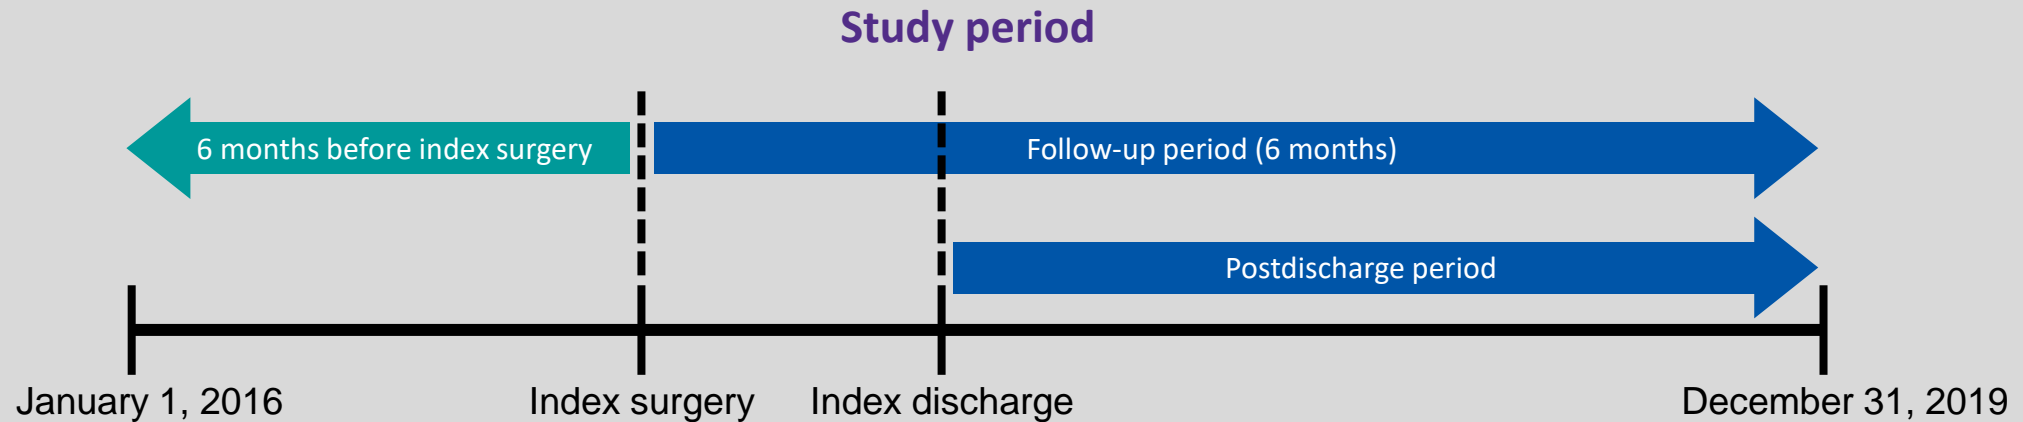 Study period
6 months before index surgery
Follow-up period (6 months)
Postdischarge period
January 1, 2016
Index surgery
Index discharge
December 31, 2019